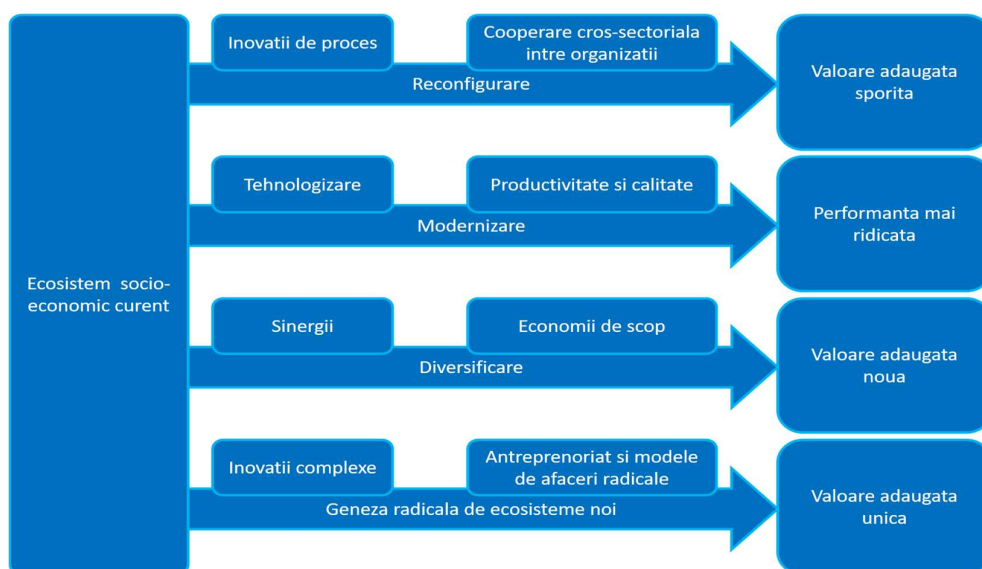 Ecosistem socio-
economic curent
Inovatii de proces
Cooperare cros-sectoriala
intre organizatii
Reconfigurare
Valoare adaugata
sporita
Tehnologizare
Productivitate si calitate
Modernizare
Performanta mai
ridicata
Sinergii
Economii de scop
Diversificare
Valoare adaugata
noua
Inovatii complexe
Antreprenoriat si modele
de afaceri radicale
Geneza radicala de ecosisteme noi
Valoare adaugata
unica